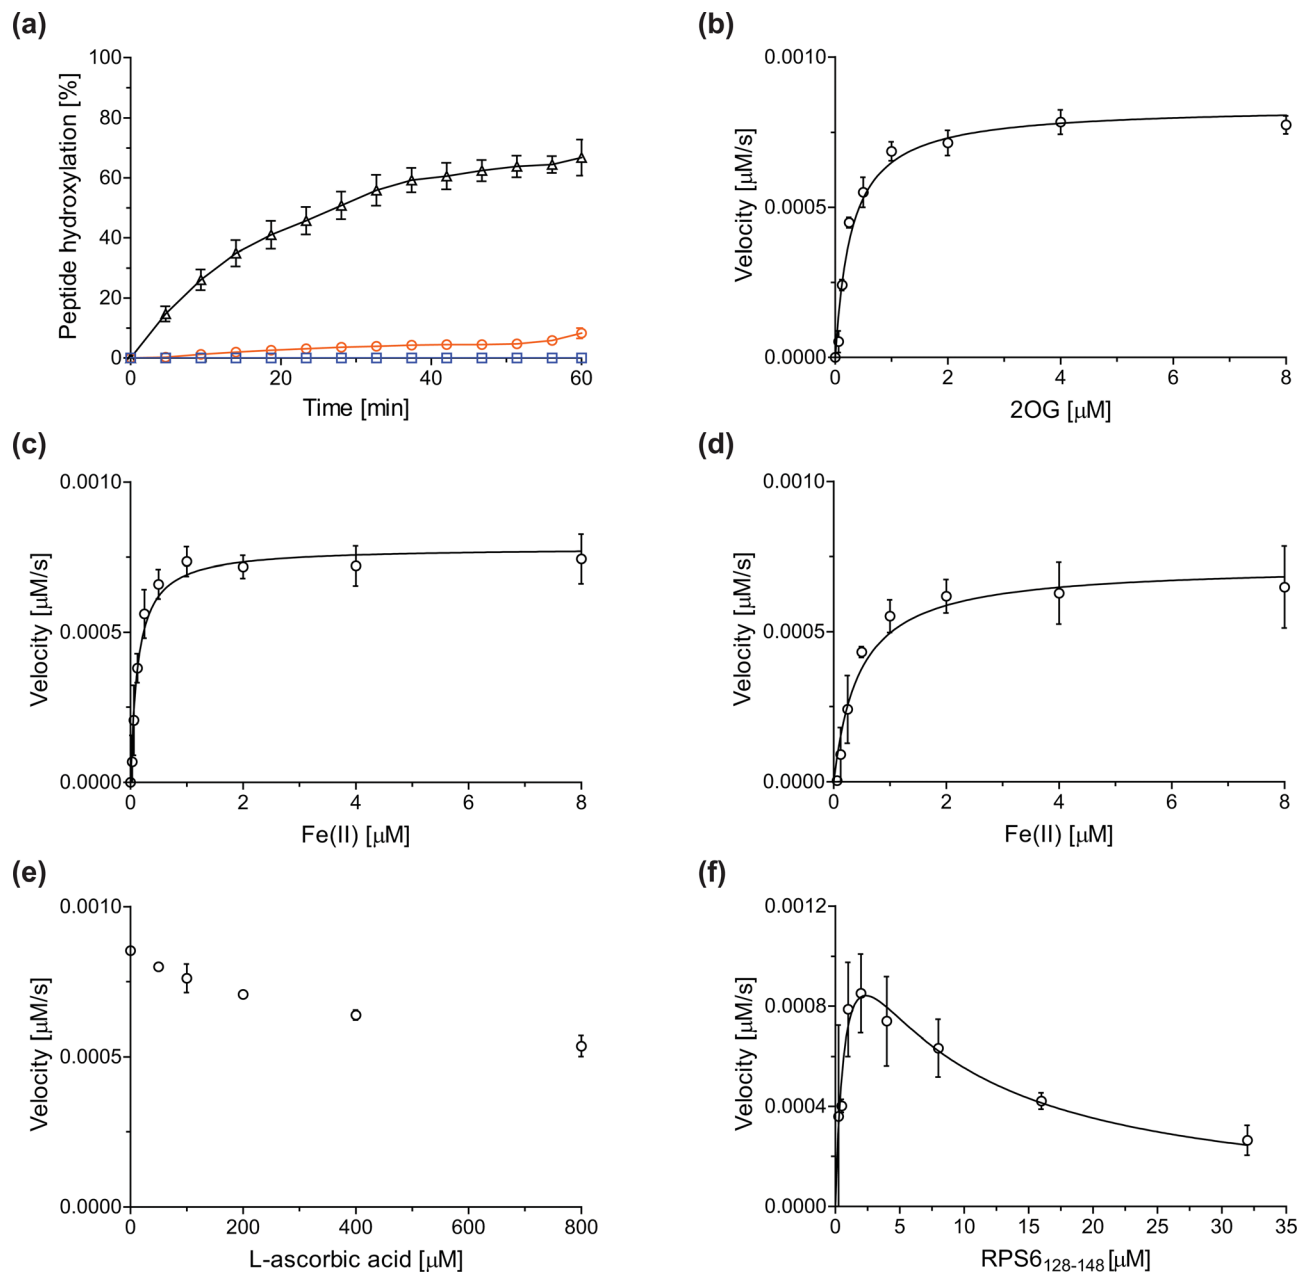 (a)
100
80
60
40
20
0
Peptide hydroxylation [%]
0 20 40 60
Time [min]
(b)
0.0010
0.0005
0.0000
Velocity [µM/s]
0 2 4 6 8
2OG [µM]
(c)
0.0010
0.0005
0.0000
Velocity [µM/s]
0 2 4 6 8
Fe(II) [µM]
(d)
0.0010
0.0005
0.0000
Velocity [µM/s]
0 2 4 6 8
Fe(II) [µM]
(e)
0.0010
0.0005
0.0000
Velocity [µM/s]
0 200 400 600 800
L-ascorbic acid [µM]
(f)
0.0012
0.0008
0.0004
0.0000
Velocity [µM/s]
0 5 10 15 20 25 30 35
RPS6₁₂₈₋₁₄₈ [µM]